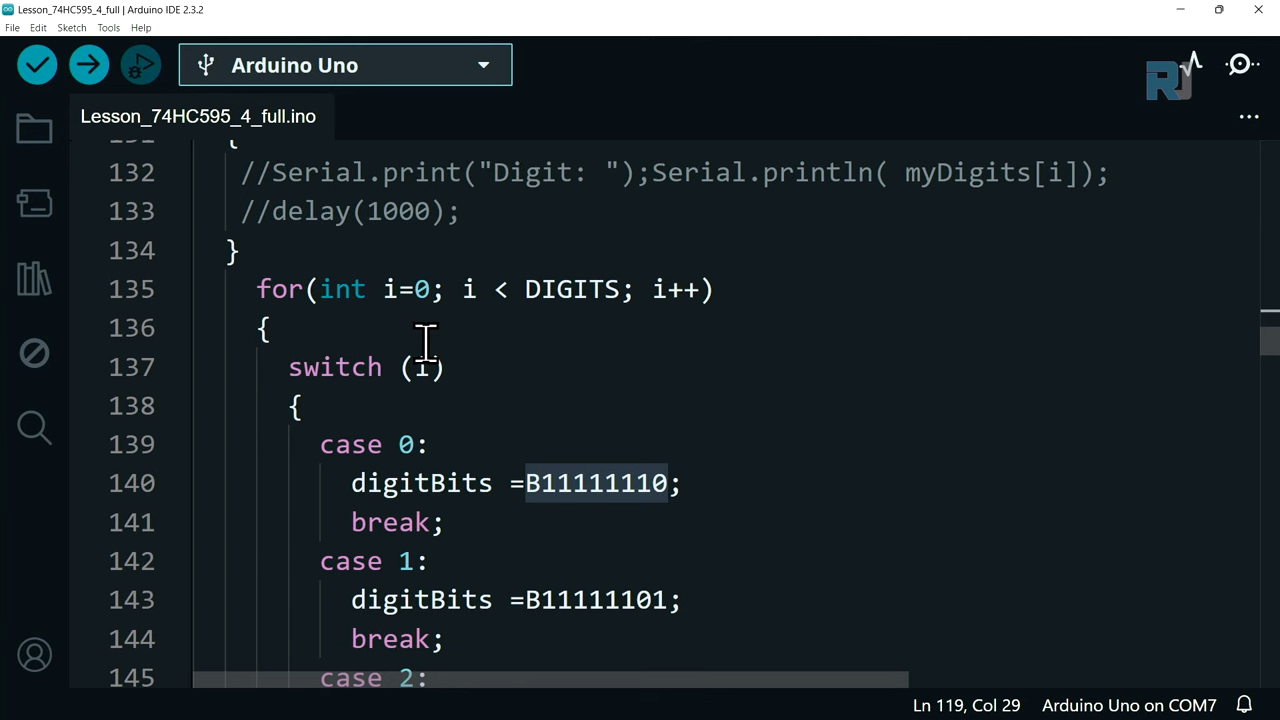 Lesson_74HC595_4_full | Arduino IDE 2.3.2
File Edit Sketch Tools Help
Arduino Uno
RJ
Lesson_74HC595_4_full.ino
131 {
132 //Serial.print("Digit: ");Serial.println( myDigits[i]);
133 //delay(1000);
134 }
135 for(int i=0; i < DIGITS; i++)
136 {
137 switch (i)
138 {
139 case 0:
140 digitBits =B11111110;
141 break;
142 case 1:
143 digitBits =B11111101;
144 break;
145 case 2:
Ln 119, Col 29 Arduino Uno on COM7